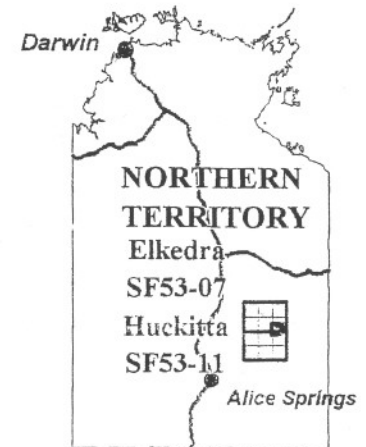 Darwin
NORTHERN
TERRITORY
Elkedra
SF53-07
Huckitta
SF53-11
Alice Springs